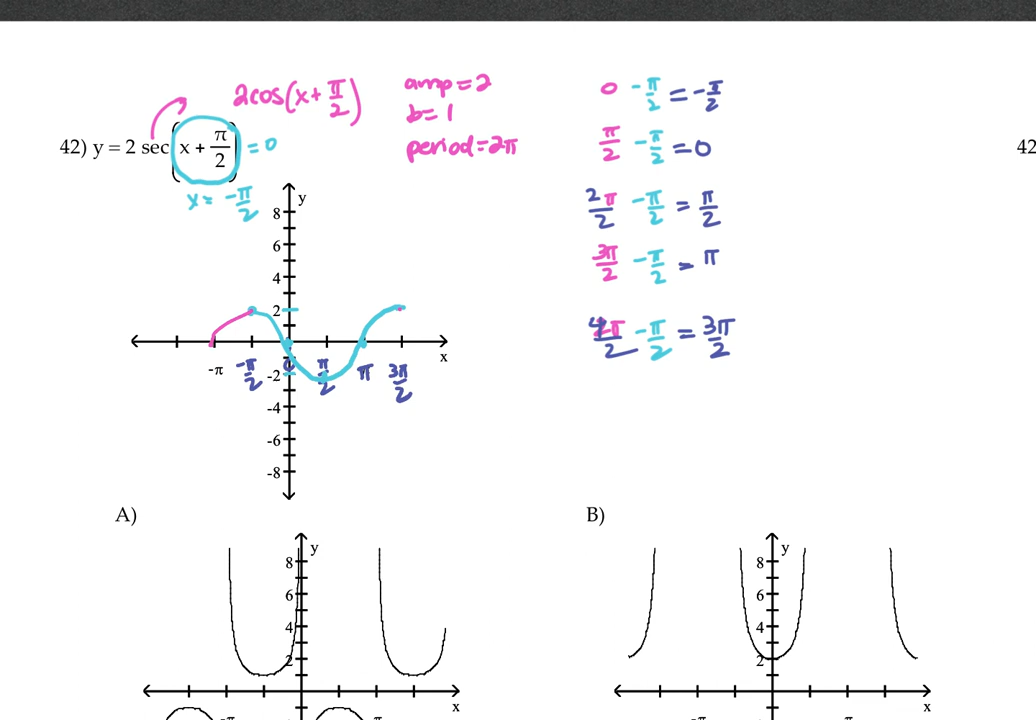 2cos(x + π/2)
amp = 2
b = 1
period = 2π
42) y = 2 sec(x + π/2) = 0
x = -π/2
0 - π/2 = -π/2
π/2 - π/2 = 0
2π/2 - π/2 = π/2
3π/2 - π/2 = π
4π/2 - π/2 = 3π/2
42
y
8
6
4
2
x
-π -π/2 0 π/2 π 3π/2
-2
-4
-6
-8
A)
y
8
6
4
2
x
-π π
B)
y
8
6
4
2
x
-π π